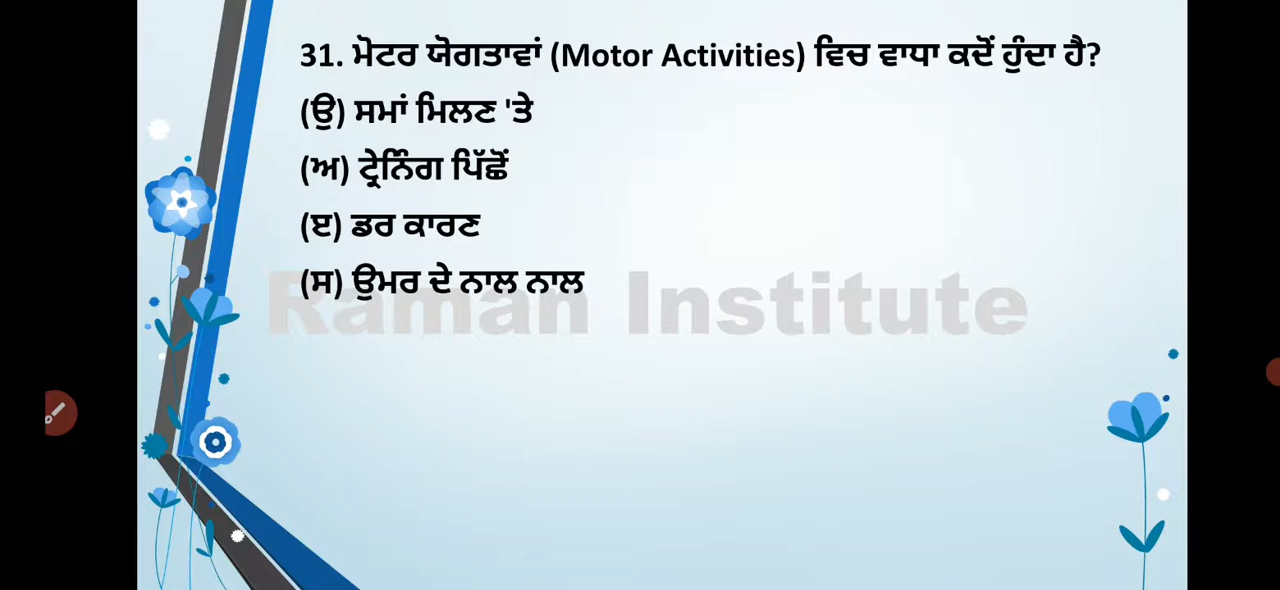 31. ਮੋਟਰ ਯੋਗਤਾਵਾਂ (Motor Activities) ਵਿਚ ਵਾਧਾ ਕਦੋਂ ਹੁੰਦਾ ਹੈ?
(ਉ) ਸਮਾਂ ਮਿਲਣ 'ਤੇ
(ਅ) ਟ੍ਰੇਨਿੰਗ ਪਿੱਛੋਂ
(ੲ) ਡਰ ਕਾਰਣ
(ਸ) ਉਮਰ ਦੇ ਨਾਲ ਨਾਲ
Raman Institute